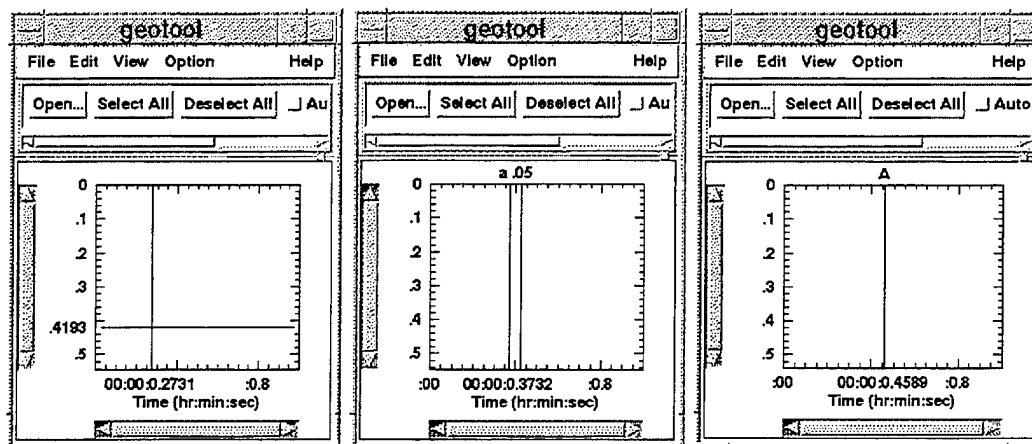 geotool
File Edit View Option Help
Open... Select All Deselect All Au
0
.1
.2
.3
.4193
.5
00:00:0.2731 :0.8
Time (hr:min:sec)
geotool
File Edit View Option Help
Open... Select All Deselect All Au
a .05
0
.1
.2
.3
.4
.5
:00 00:00:0.3732 :0.8
Time (hr:min:sec)
geotool
File Edit View Option Help
Open... Select All Deselect All Auto
A
0
.1
.2
.3
.4
.5
:00 00:00:0.4589 :0.8
Time (hr:min:sec)